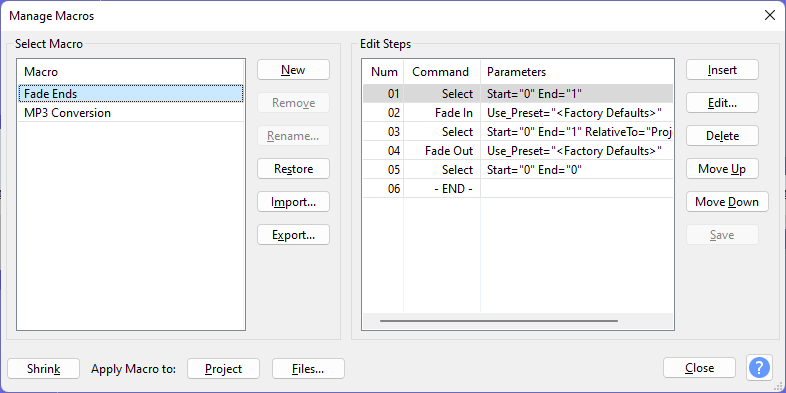 Manage Macros
Select Macro
Macro
Fade Ends
MP3 Conversion
New
Remove
Rename...
Restore
Import...
Export...
Edit Steps
Num Command Parameters
01 Select Start="0" End="1"
02 Fade In Use_Preset="<Factory Defaults>"
03 Select Start="0" End="1" RelativeTo="Proj
04 Fade Out Use_Preset="<Factory Defaults>"
05 Select Start="0" End="0"
06 - END -
Insert
Edit...
Delete
Move Up
Move Down
Save
Shrink Apply Macro to: Project Files... Close ?